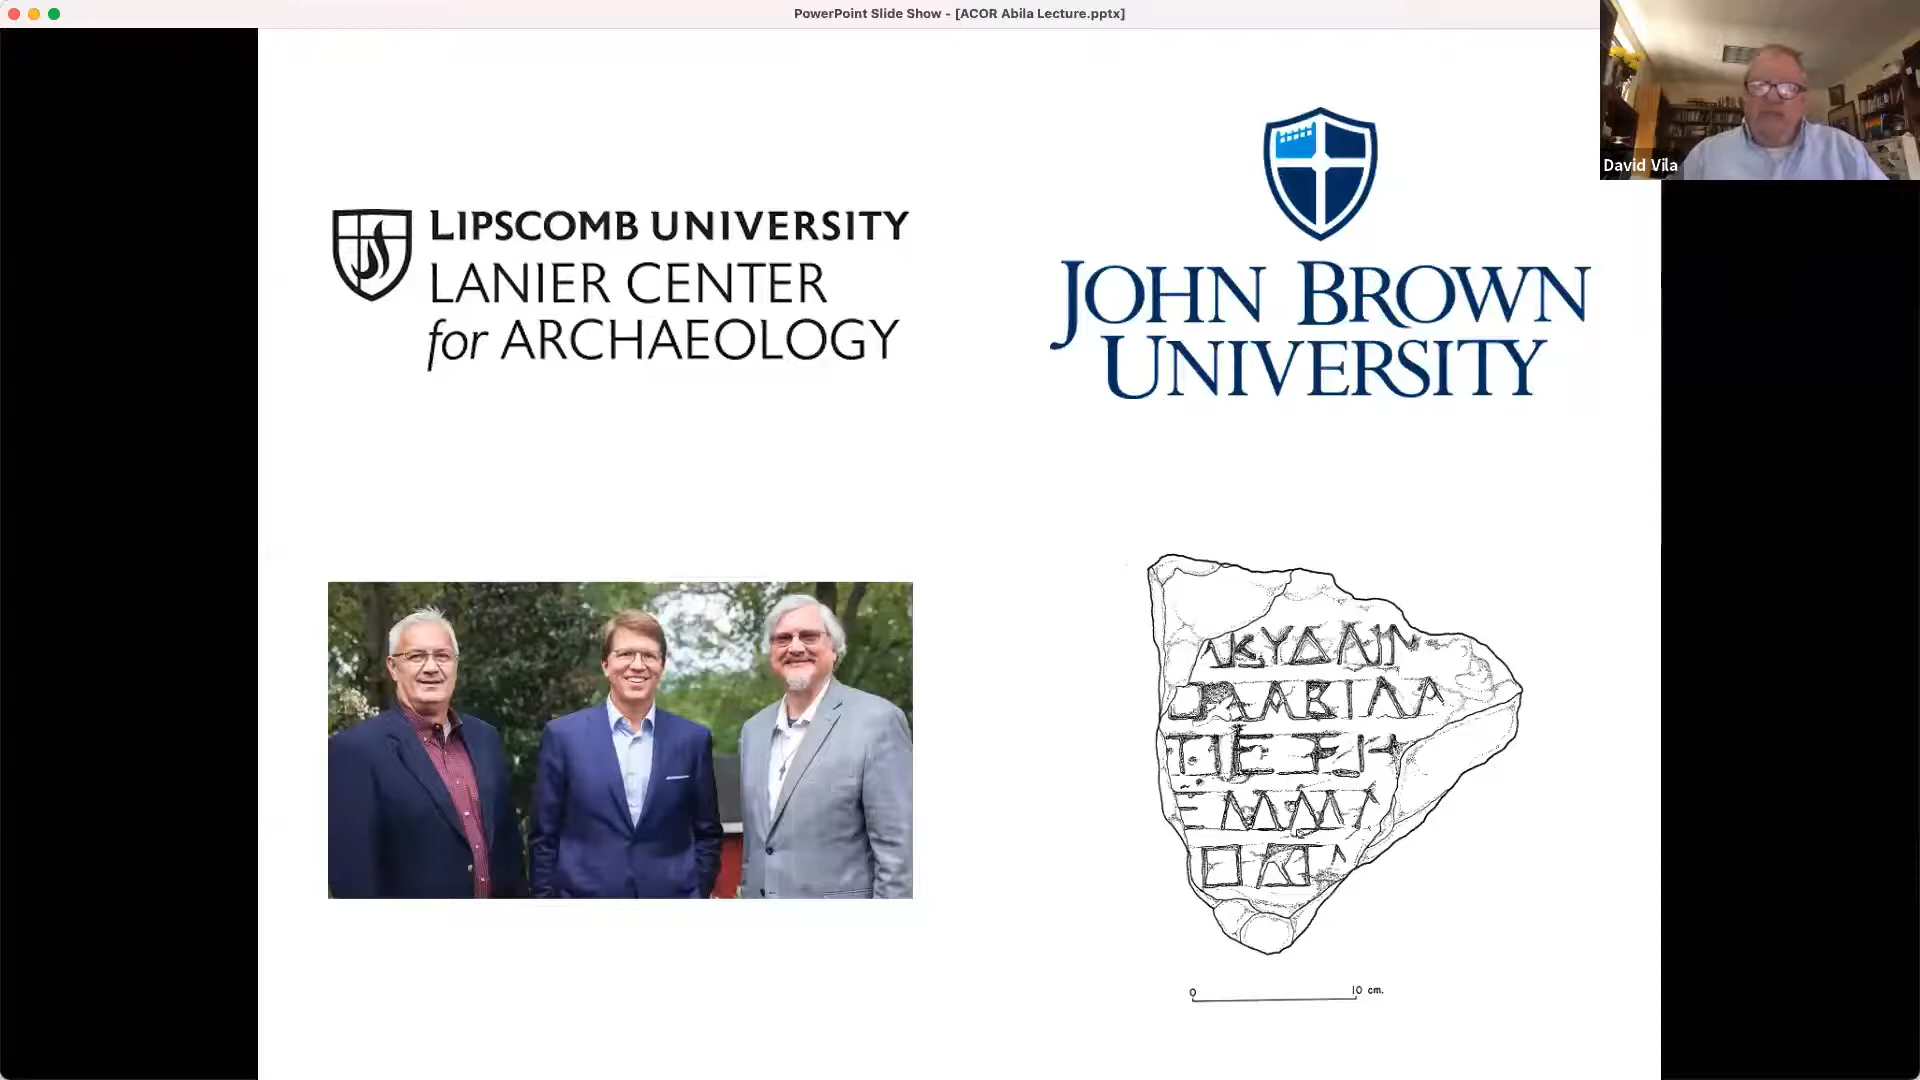 PowerPoint Slide Show - [ACOR Abila Lecture.pptx]
David Vila
LIPSCOMB UNIVERSITY
LANIER CENTER
for ARCHAEOLOGY
JOHN BROWN
UNIVERSITY
ΑΒΙΛΑ
ΕΜΜ
0 10 cm.